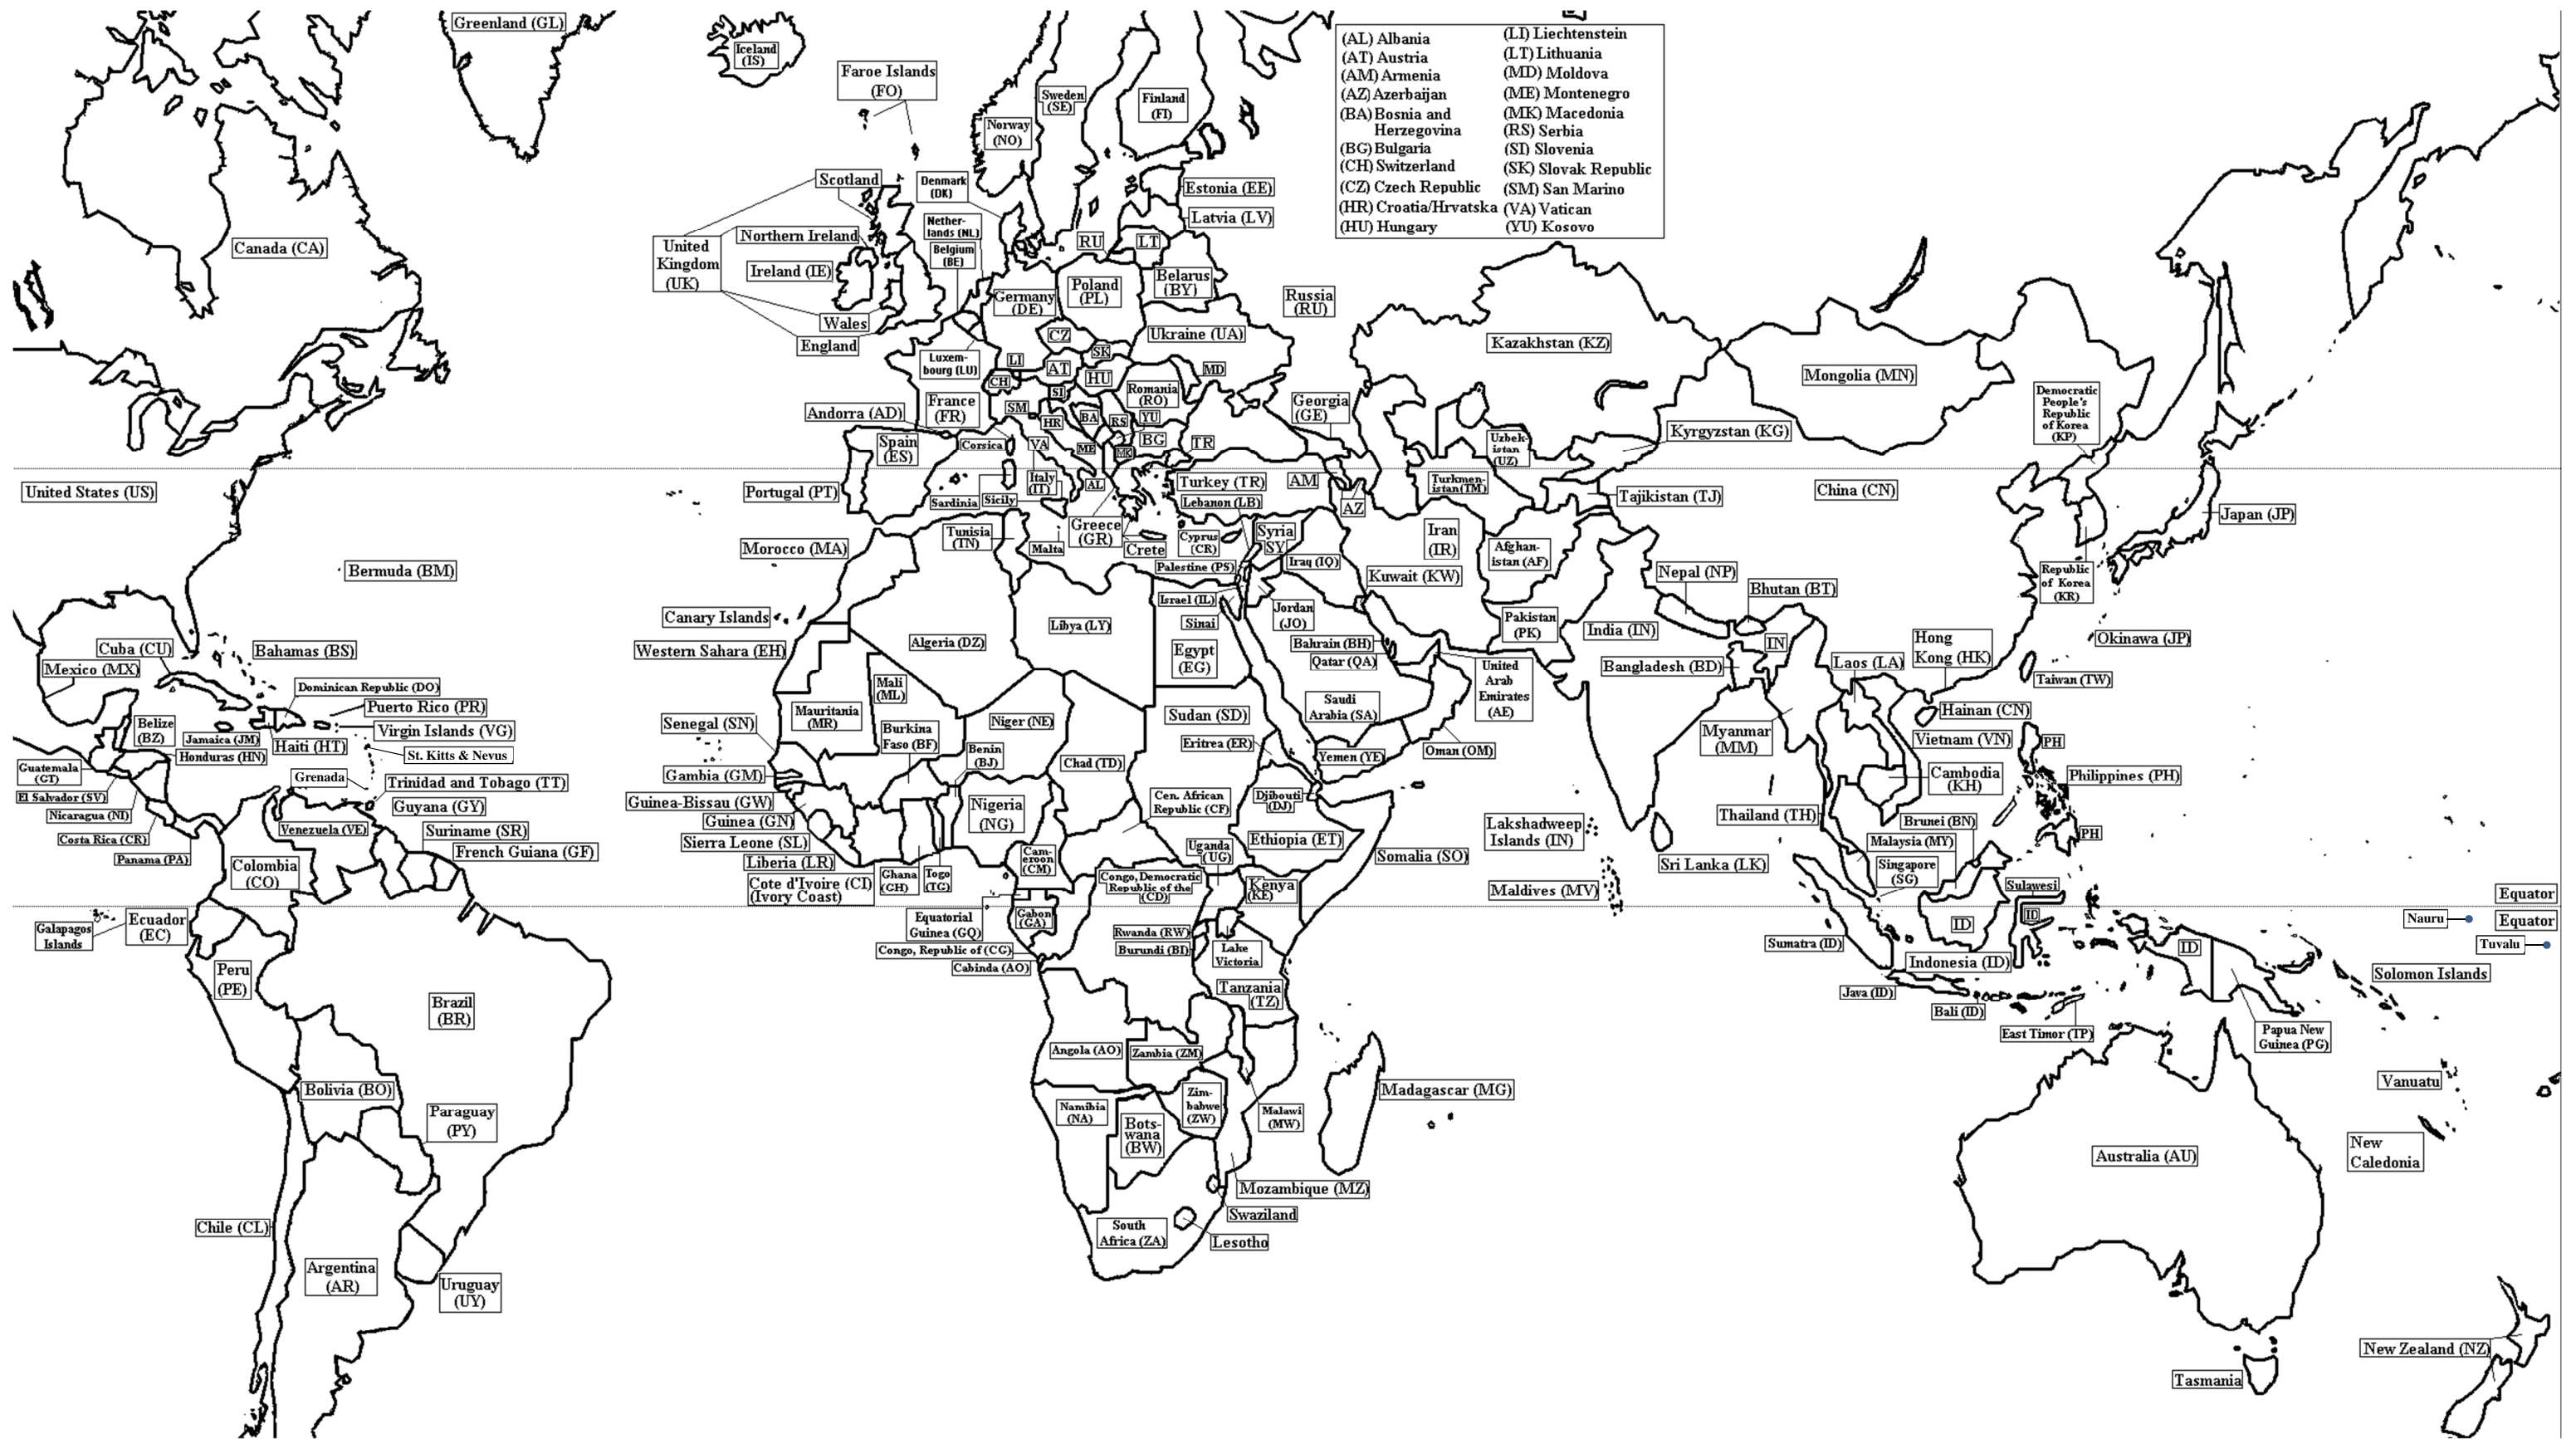 Greenland (GL)
Iceland
(IS)
Faroe Islands
(FO)
Sweden
(SE)
Finland
(FI)
Norway
(NO)
(AL) Albania
(AT) Austria
(AM) Armenia
(AZ) Azerbaijan
(BA) Bosnia and
Herzegovina
(BG) Bulgaria
(CH) Switzerland
(CZ) Czech Republic
(HR) Croatia/Hrvatska
(HU) Hungary
(LI) Liechtenstein
(LT) Lithuania
(MD) Moldova
(ME) Montenegro
(MK) Macedonia
(RS) Serbia
(SI) Slovenia
(SK) Slovak Republic
(SM) San Marino
(VA) Vatican
(YU) Kosovo
Canada (CA)
Scotland
Denmark
(DK)
Estonia (EE)
Nether-
lands (NL)
Latvia (LV)
Northern Ireland
United
Kingdom
(UK)
Belgium
(BE)
RU
LT
Ireland (IE)
Belarus
(BY)
Poland
(PL)
Germany
(DE)
Russia
(RU)
Wales
England
CZ
Ukraine (UA)
Kazakhstan (KZ)
Mongolia (MN)
Luxem-
bourg (LU)
LI
SK
AT
MD
CH
HU
SI
Romania
(RO)
Andorra (AD)
France
(FR)
SM
HR
BA
RS
YU
Georgia
(GE)
Democratic
People's
Republic
of Korea
(KP)
Spain
(ES)
Corsica
VA
ME
MK
BG
TR
Uzbek-
istan
(UZ)
Kyrgyzstan (KG)
United States (US)
Portugal (PT)
Sardinia
Sicily
Italy
(IT)
AL
Turkey (TR)
AM
Turkmen-
istan(TM)
Tajikistan (TJ)
China (CN)
Lebanon (LB)
AZ
Japan (JP)
Morocco (MA)
Tunisia
(TN)
Malta
Greece
(GR)
Crete
Cyprus
(CR)
Syria
SY
Iran
(IR)
Afghan-
istan (AF)
Bermuda (BM)
Palestine (PS)
Iraq (IQ)
Kuwait (KW)
Nepal (NP)
Bhutan (BT)
Republic
of Korea
(KR)
Canary Islands
Israel (IL)
Jordan
(JO)
Sinai
Algeria (DZ)
Libya (LY)
Pakistan
(PK)
India (IN)
IN
Hong
Kong (HK)
Okinawa (JP)
Cuba (CU)
Bahamas (BS)
Western Sahara (EH)
Egypt
(EG)
Bahrain (BH)
Qatar (QA)
Mexico (MX)
United
Arab
Emirates
(AE)
Bangladesh (BD)
Laos (LA)
Taiwan (TW)
Dominican Republic (DO)
Puerto Rico (PR)
Mali
(ML)
Mauritania
(MR)
Niger (NE)
Sudan (SD)
Saudi
Arabia (SA)
Hainan (CN)
Belize
(BZ)
Jamaica (JM)
Haiti (HT)
Virgin Islands (VG)
Senegal (SN)
Burkina
Faso (BF)
Benin
(BJ)
Eritrea (ER)
Yemen (YE)
Oman (OM)
Myanmar
(MM)
Vietnam (VN)
PH
Honduras (HN)
St. Kitts & Nevus
Guatemala
(GT)
Grenada
Trinidad and Tobago (TT)
Gambia (GM)
Chad (TD)
Cambodia
(KH)
Philippines (PH)
El Salvador (SV)
Guyana (GY)
Guinea-Bissau (GW)
Nigeria
(NG)
Cen. African
Republic (CF)
Djibouti
(DJ)
Nicaragua (NI)
Guinea (GN)
Thailand (TH)
Lakshadweep
Islands (IN)
Brunei (BN)
PH
Costa Rica (CR)
Venezuela (VE)
Suriname (SR)
Sierra Leone (SL)
Ethiopia (ET)
Malaysia (MY)
Panama (PA)
French Guiana (GF)
Liberia (LR)
Cam-
eroon
(CM)
Uganda
(UG)
Somalia (SO)
Sri Lanka (LK)
Singapore
(SG)
Colombia
(CO)
Cote d'Ivoire (CI)
(Ivory Coast)
Ghana
(GH)
Togo
(TG)
Congo, Democratic
Republic of the
(CD)
Kenya
(KE)
Maldives (MV)
Sulawesi
Equator
Galapagos
Islands
Ecuador
(EC)
Equatorial
Guinea (GQ)
Gabon
(GA)
ID
ID
Nauru
Equator
Rwanda (RW)
Burundi (BI)
Lake
Victoria
Sumatra (ID)
ID
Tuvalu
Congo, Republic of (CG)
Cabinda (AO)
Indonesia (ID)
Solomon Islands
Peru
(PE)
Brazil
(BR)
Tanzania
(TZ)
Java (ID)
Bali (ID)
East Timor (TP)
Papua New
Guinea (PG)
Angola (AO)
Zambia (ZM)
Bolivia (BO)
Madagascar (MG)
Vanuatu
Namibia
(NA)
Zim-
babwe
(ZW)
Malawi
(MW)
Paraguay
(PY)
Bots-
wana
(BW)
New
Caledonia
Australia (AU)
Mozambique (MZ)
Swaziland
Chile (CL)
South
Africa (ZA)
Lesotho
Argentina
(AR)
Uruguay
(UY)
New Zealand (NZ)
Tasmania